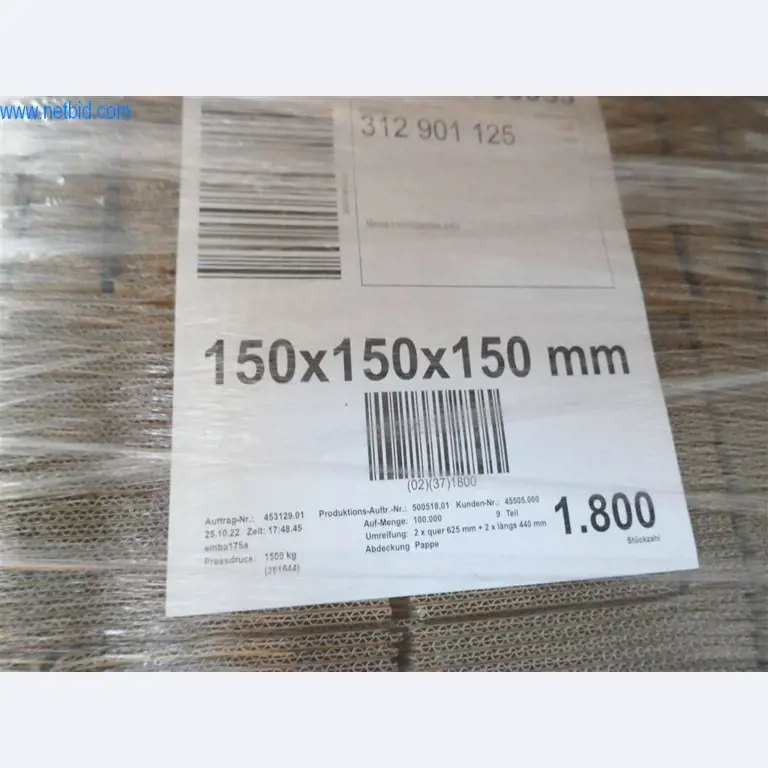 www.netbid.com
312 901 125
150x150x150 mm
(02)(37)1800
Auftrag-Nr.: 453129.01
25.10.22 Zeit: 17:48.45
emba175a
Pressdruck: 1500 kg
(261644)
Produktions-Auftr.-Nr.: 500518.01 Kunden-Nr.: 45505.000
Auf-Menge: 100.000 9 Teil
Umreifung: 2 x quer 625 mm + 2 x längs 440 mm
Abdeckung Pappe
1.800
Stückzahl